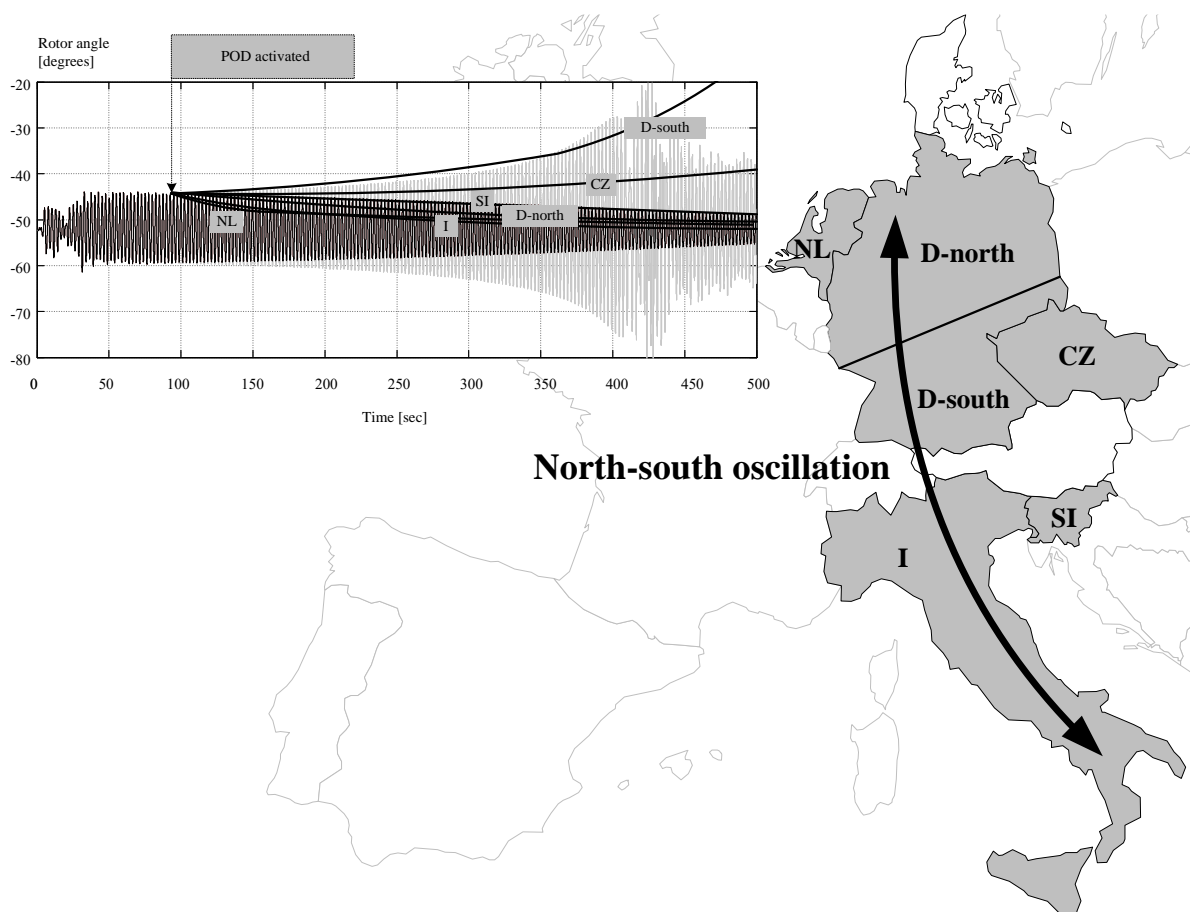 Rotor angle
[degrees]
POD activated
-20
-30
-40
-50
-60
-70
-80
D-south
CZ
SI
D-north
NL
I
0 50 100 150 200 250 300 350 400 450 500
Time [sec]
NL
D-north
CZ
D-south
North-south oscillation
SI
I